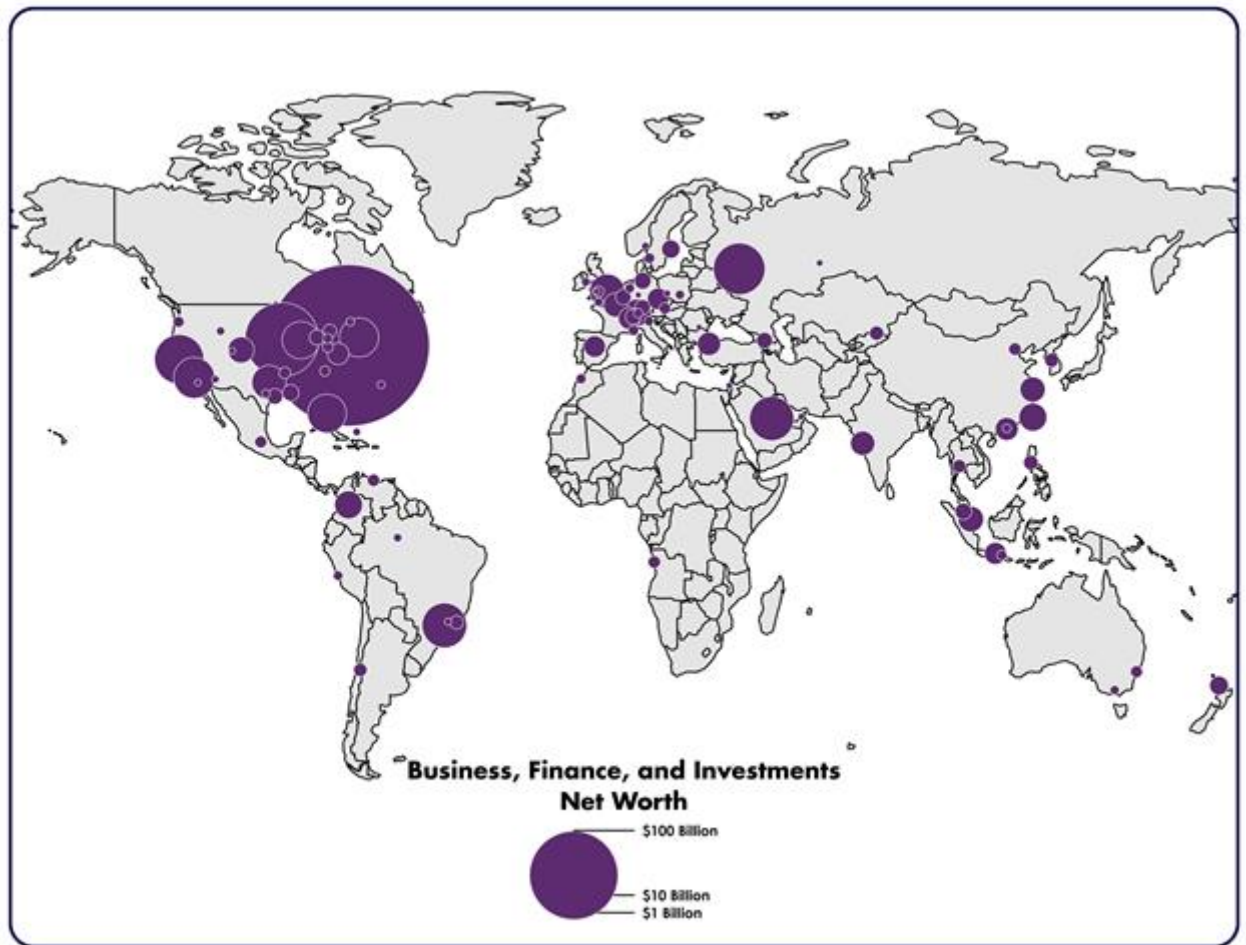 Business, Finance, and Investments
Net Worth
$100 Billion
$10 Billion
$1 Billion